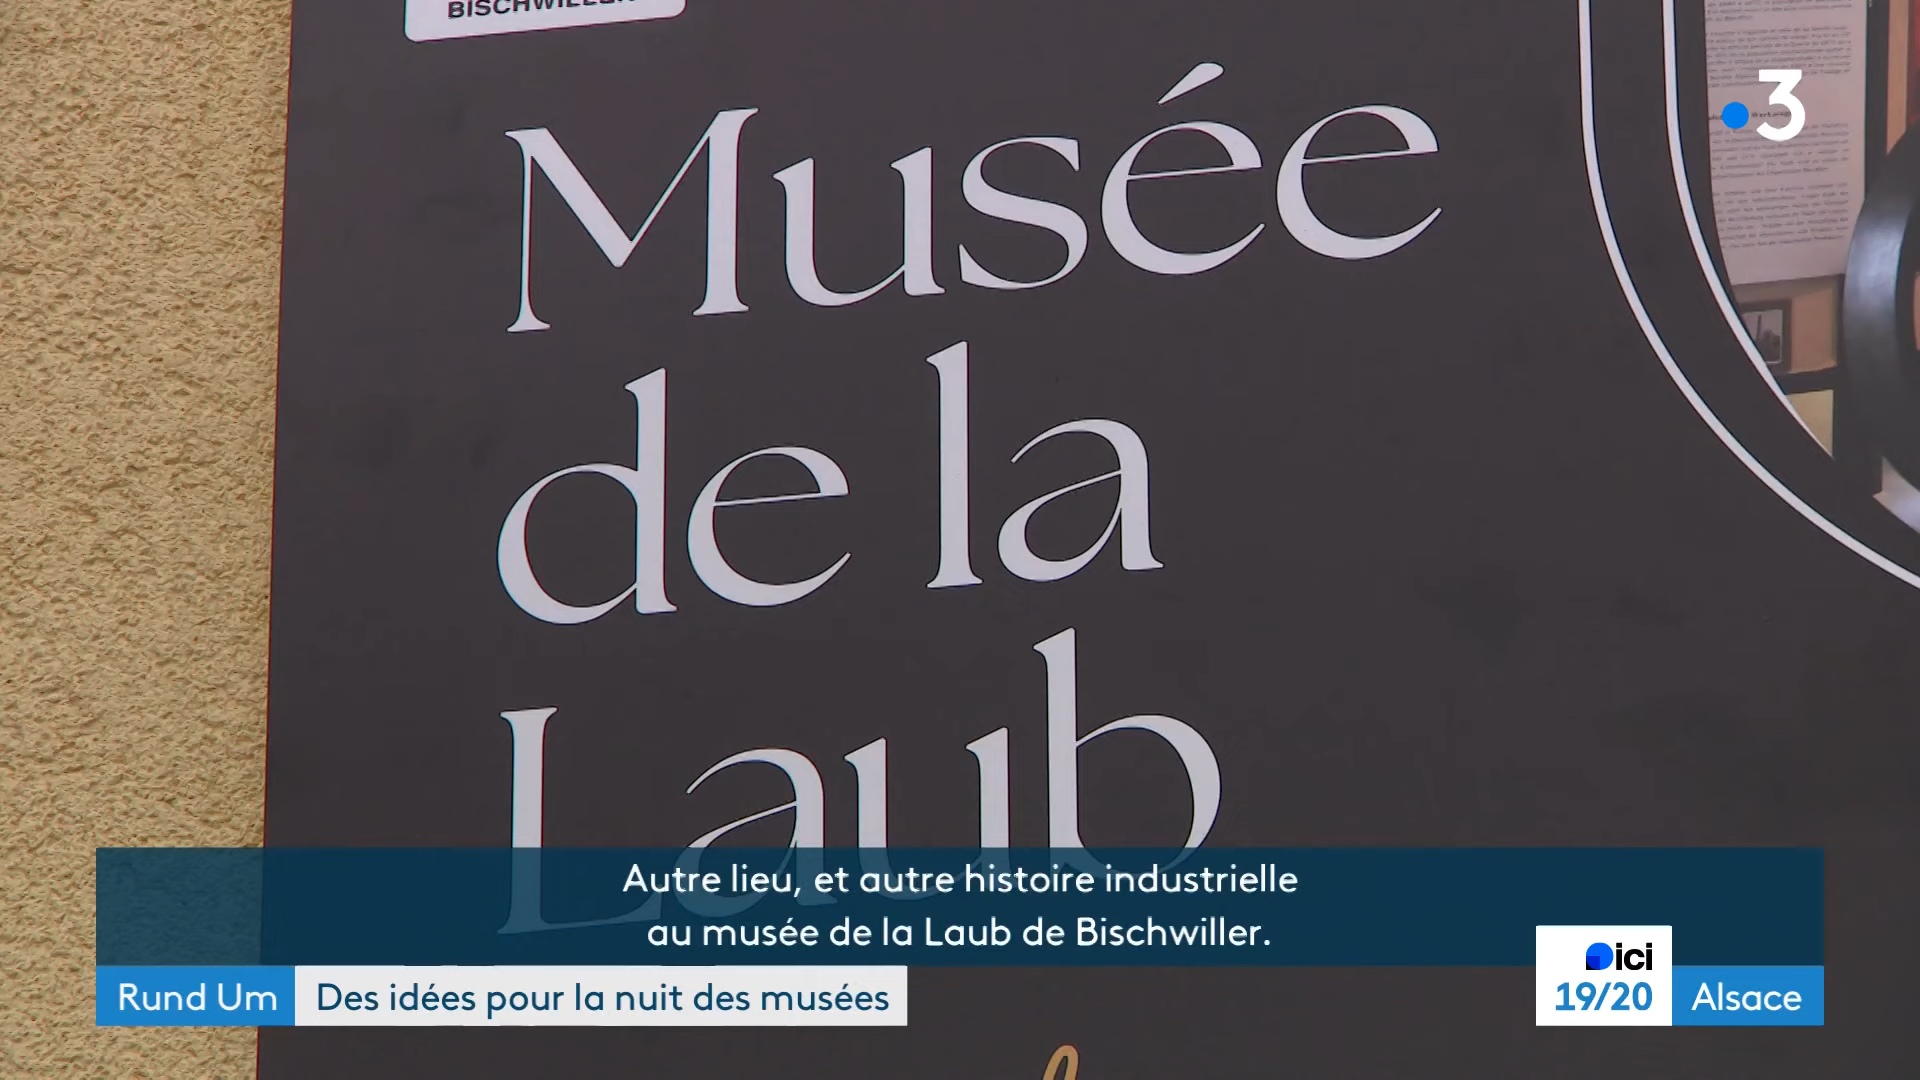 BISCHWILLER
Musée
de la
Laub
3
Autre lieu, et autre histoire industrielle
au musée de la Laub de Bischwiller.
Rund Um
Des idées pour la nuit des musées
ici
19/20
Alsace